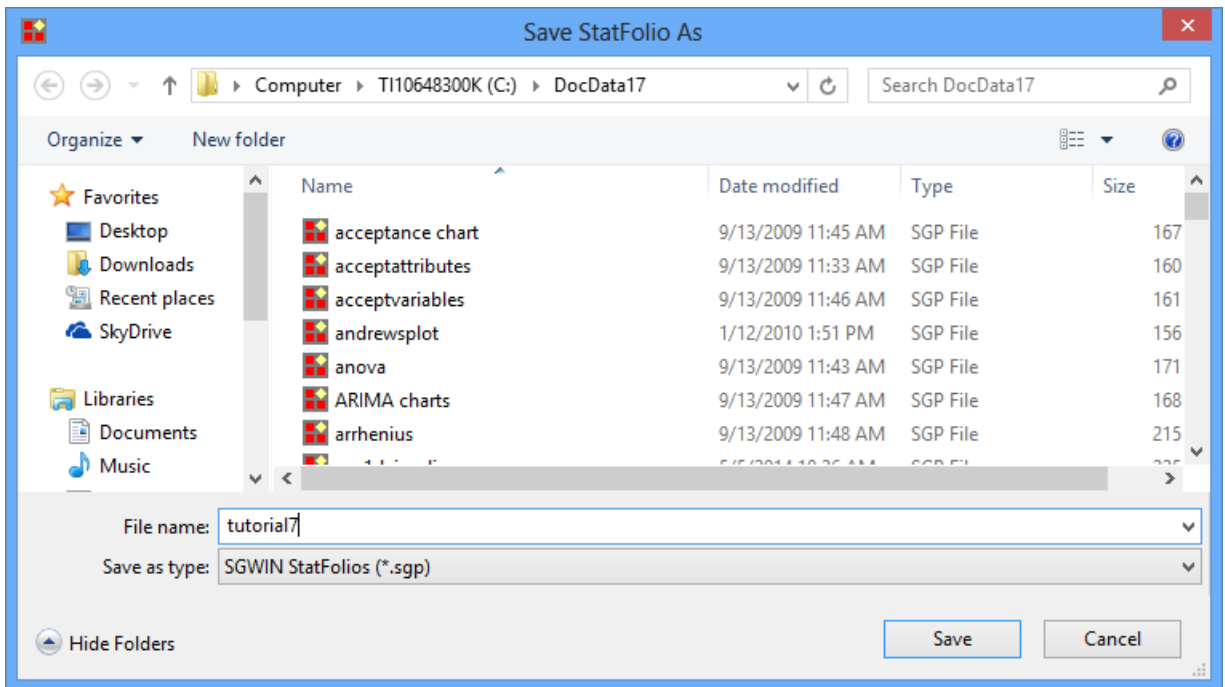 Save StatFolio As
Computer TI10648300K (C:) DocData17 Search DocData17
Organize New folder
Name Date modified Type Size
Favorites
Desktop
Downloads
Recent places
SkyDrive
Libraries
Documents
Music
acceptance chart 9/13/2009 11:45 AM SGP File 167
acceptattributes 9/13/2009 11:33 AM SGP File 160
acceptvariables 9/13/2009 11:46 AM SGP File 161
andrewsplot 1/12/2010 1:51 PM SGP File 156
anova 9/13/2009 11:43 AM SGP File 171
ARIMA charts 9/13/2009 11:47 AM SGP File 168
arrhenius 9/13/2009 11:48 AM SGP File 215
File name: tutorial7
Save as type: SGWIN StatFolios (*.sgp)
Hide Folders Save Cancel